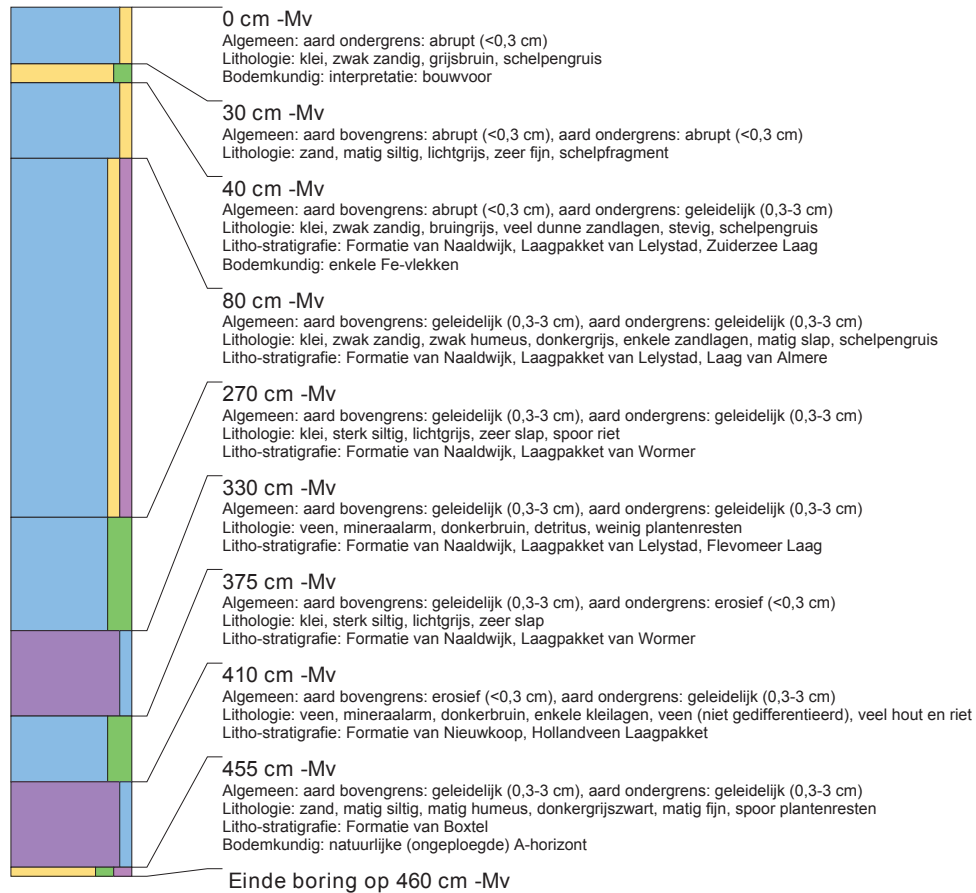 0 cm -Mv
Algemeen: aard ondergrens: abrupt (<0,3 cm)
Lithologie: klei, zwak zandig, grijsbruin, schelpengruis
Bodemkundig: interpretatie: bouwvoor
30 cm -Mv
Algemeen: aard bovengrens: abrupt (<0,3 cm), aard ondergrens: abrupt (<0,3 cm)
Lithologie: zand, matig siltig, lichtgrijs, zeer fijn, schelpfragment
40 cm -Mv
Algemeen: aard bovengrens: abrupt (<0,3 cm), aard ondergrens: geleidelijk (0,3-3 cm)
Lithologie: klei, zwak zandig, bruingrijs, veel dunne zandlagen, stevig, schelpengruis
Litho-stratigrafie: Formatie van Naaldwijk, Laagpakket van Lelystad, Zuiderzee Laag
Bodemkundig: enkele Fe-vlekken
80 cm -Mv
Algemeen: aard bovengrens: geleidelijk (0,3-3 cm), aard ondergrens: geleidelijk (0,3-3 cm)
Lithologie: klei, zwak zandig, zwak humeus, donkergrijs, enkele zandlagen, matig slap, schelpengruis
Litho-stratigrafie: Formatie van Naaldwijk, Laagpakket van Lelystad, Laag van Almere
270 cm -Mv
Algemeen: aard bovengrens: geleidelijk (0,3-3 cm), aard ondergrens: geleidelijk (0,3-3 cm)
Lithologie: klei, sterk siltig, lichtgrijs, zeer slap, spoor riet
Litho-stratigrafie: Formatie van Naaldwijk, Laagpakket van Wormer
330 cm -Mv
Algemeen: aard bovengrens: geleidelijk (0,3-3 cm), aard ondergrens: geleidelijk (0,3-3 cm)
Lithologie: veen, mineraalarm, donkerbruin, detritus, weinig plantenresten
Litho-stratigrafie: Formatie van Naaldwijk, Laagpakket van Lelystad, Flevomeer Laag
375 cm -Mv
Algemeen: aard bovengrens: geleidelijk (0,3-3 cm), aard ondergrens: erosief (<0,3 cm)
Lithologie: klei, sterk siltig, lichtgrijs, zeer slap
Litho-stratigrafie: Formatie van Naaldwijk, Laagpakket van Wormer
410 cm -Mv
Algemeen: aard bovengrens: erosief (<0,3 cm), aard ondergrens: geleidelijk (0,3-3 cm)
Lithologie: veen, mineraalarm, donkerbruin, enkele kleilagen, veen (niet gedifferentieerd), veel hout en riet
Litho-stratigrafie: Formatie van Nieuwkoop, Hollandveen Laagpakket
455 cm -Mv
Algemeen: aard bovengrens: geleidelijk (0,3-3 cm), aard ondergrens: geleidelijk (0,3-3 cm)
Lithologie: zand, matig siltig, matig humeus, donkergrijszwart, matig fijn, spoor plantenresten
Litho-stratigrafie: Formatie van Boxtel
Bodemkundig: natuurlijke (ongeploegde) A-horizont
Einde boring op 460 cm -Mv